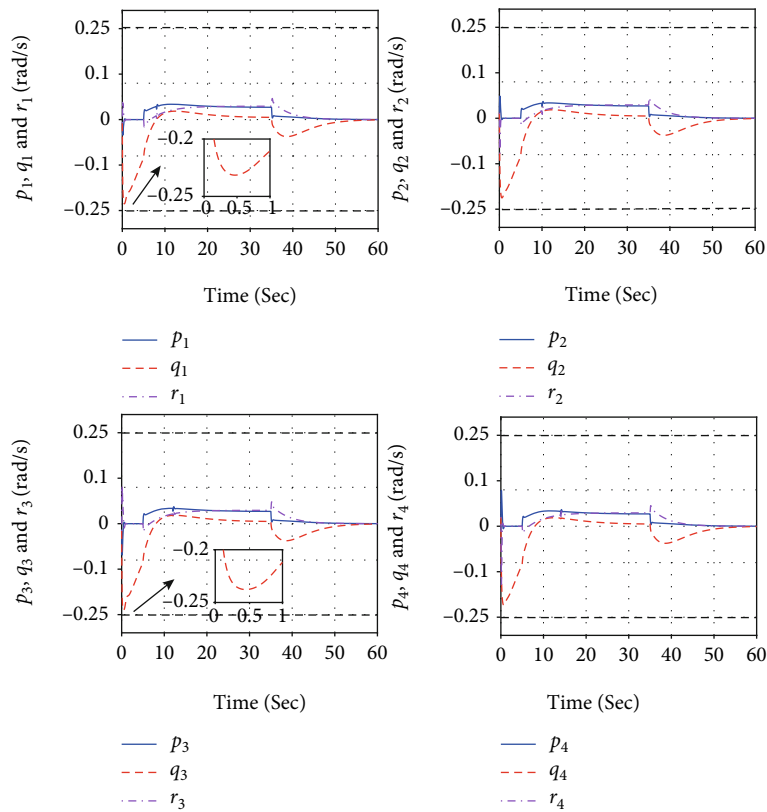 p1, q1 and r1 (rad/s)
0.25
0.1
0
−0.1
−0.25
−0.2
−0.25
0 0.5 1
0 10 20 30 40 50 60
Time (Sec)
p1
q1
r1
p2, q2 and r2 (rad/s)
0.25
0.1
0
−0.1
−0.25
0 10 20 30 40 50 60
Time (Sec)
p2
q2
r2
p3, q3 and r3 (rad/s)
0.25
0.1
0
−0.1
−0.25
−0.2
−0.25
0 0.5 1
0 10 20 30 40 50 60
Time (Sec)
p3
q3
r3
p4, q4 and r4 (rad/s)
0.25
0.1
0
−0.1
−0.25
0 10 20 30 40 50 60
Time (Sec)
p4
q4
r4